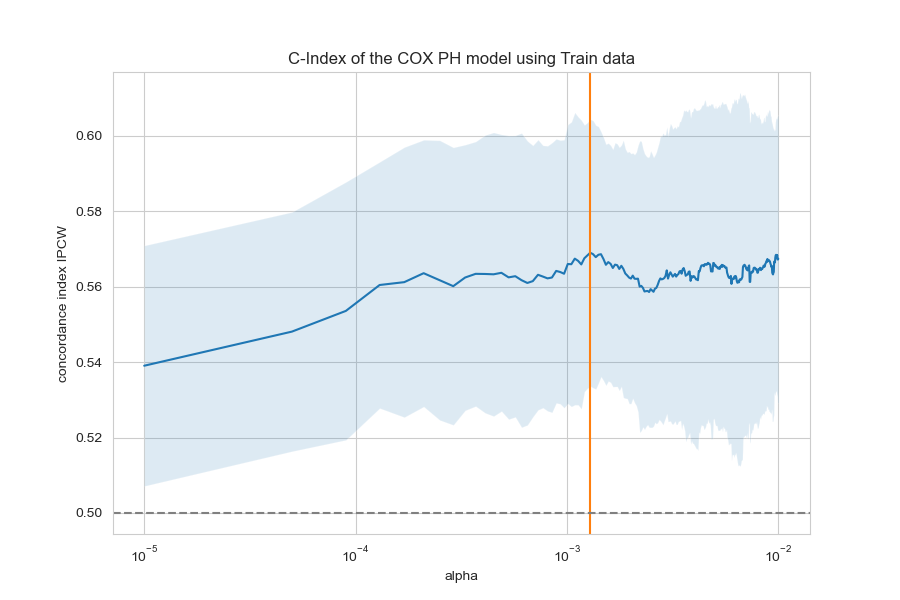 C-Index of the COX PH model using Train data
concordance index IPCW
0.60
0.58
0.56
0.54
0.52
0.50
10⁻⁵ 10⁻⁴ 10⁻³ 10⁻²
alpha